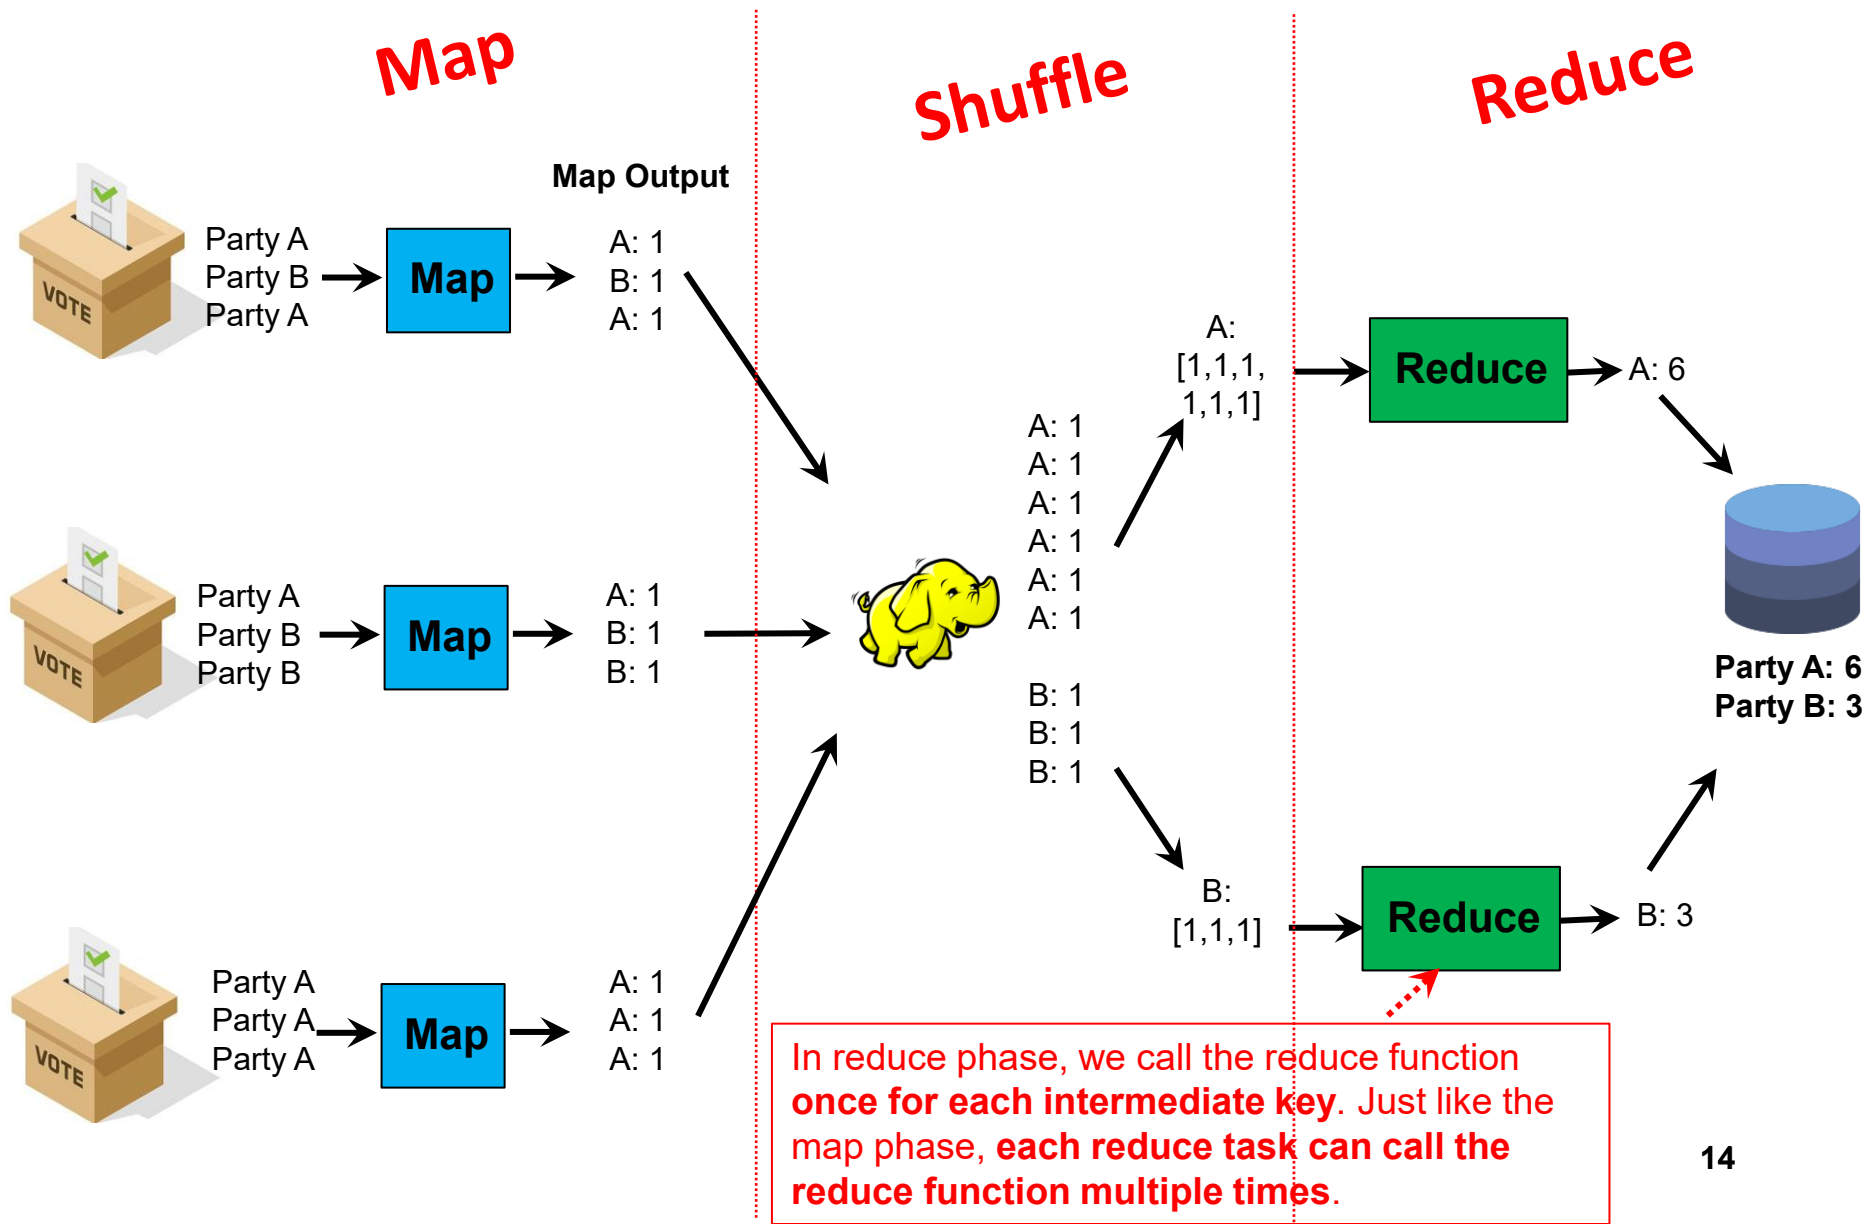 Map
Shuffle
Reduce
Map Output
VOTE
Party A
Party B
Party A
Map
A: 1
B: 1
A: 1
VOTE
Party A
Party B
Party B
Map
A: 1
B: 1
B: 1
VOTE
Party A
Party A
Party A
Map
A: 1
A: 1
A: 1
A: 1
A: 1
A: 1
A: 1
A: 1
A: 1
B: 1
B: 1
B: 1
A:
[1,1,1,
1,1,1]
B:
[1,1,1]
Reduce
A: 6
Reduce
B: 3
Party A: 6
Party B: 3
In reduce phase, we call the reduce function
once for each intermediate key. Just like the
map phase, each reduce task can call the
reduce function multiple times.
14